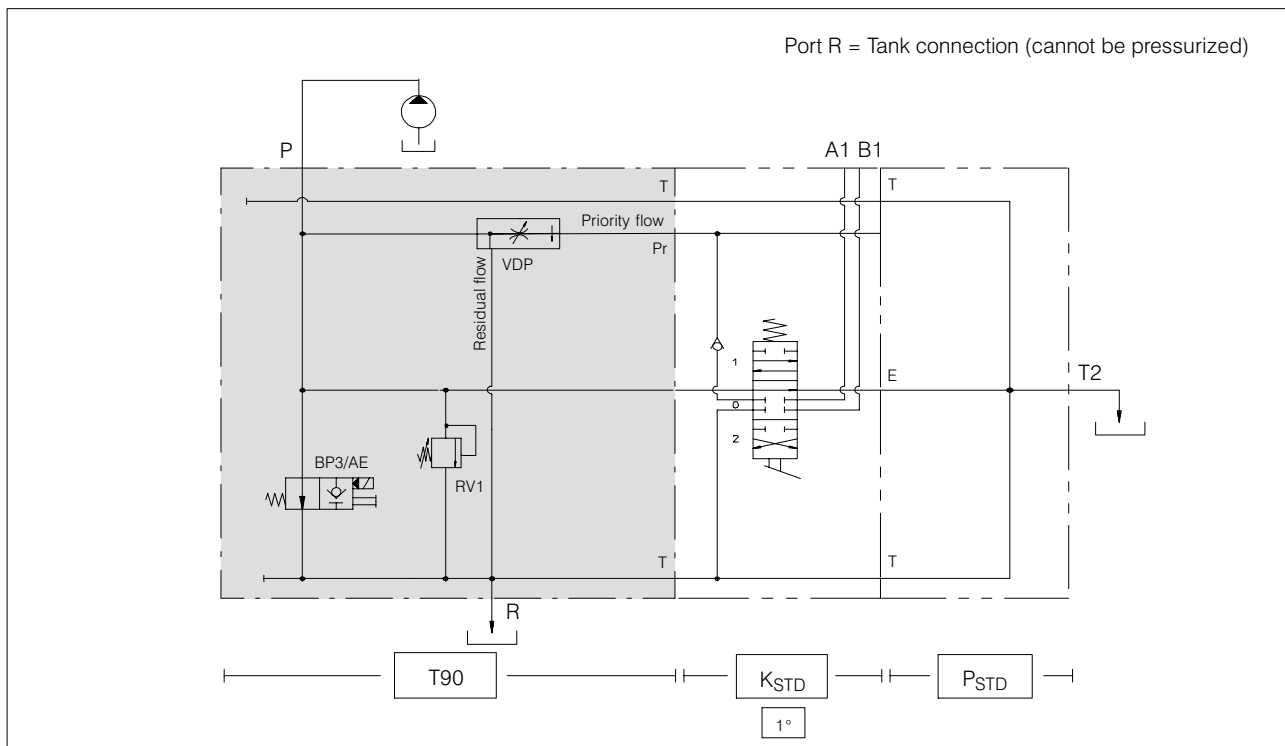 Port R = Tank connection (cannot be pressurized)
P
A1 B1
T
T
Priority flow
Pr
VDP
Residual flow
1
E
T2
0
2
BP3/AE
RV1
T
T
R
T90
KSTD
PSTD
1°